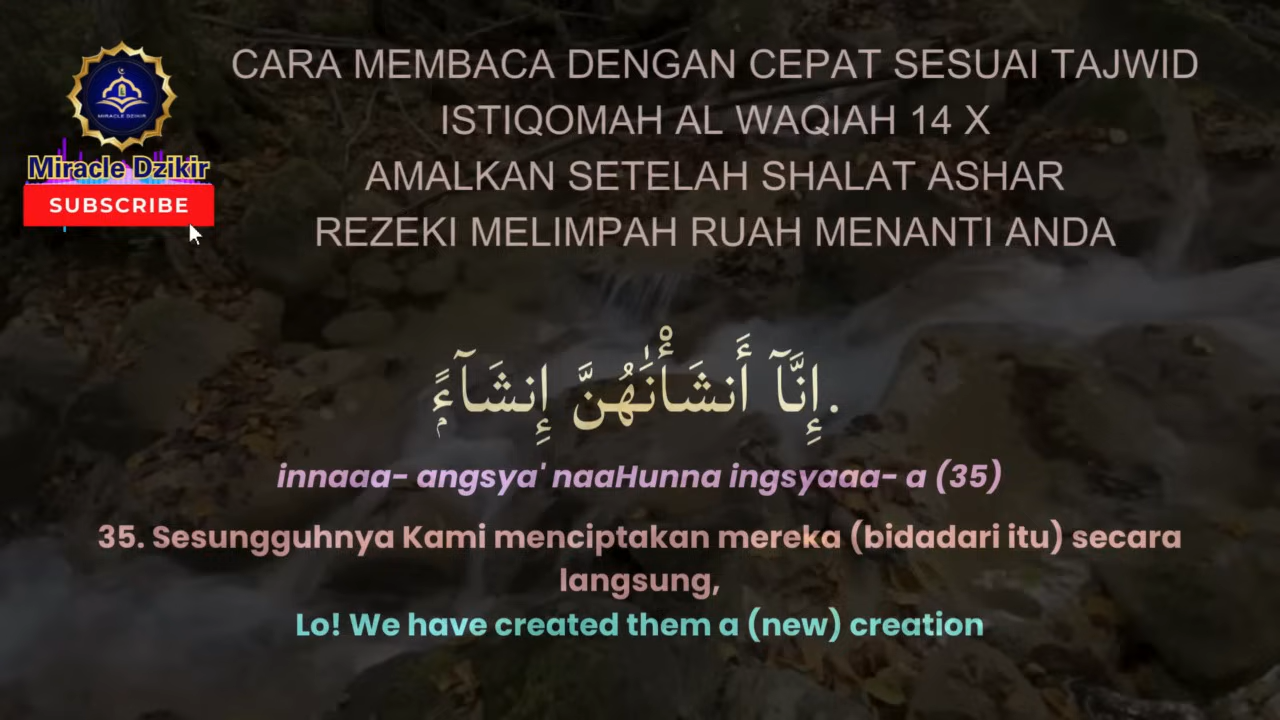 CARA MEMBACA DENGAN CEPAT SESUAI TAJWID
ISTIQOMAH AL WAQIAH 14 X
AMALKAN SETELAH SHALAT ASHAR
REZEKI MELIMPAH RUAH MENANTI ANDA
MIRACLE DZIKIR
Miracle Dzikir
SUBSCRIBE
.إِنَّآ أَنشَأْنَٰهُنَّ إِنشَآءًۭ
innaaa- angsya' naaHunna ingsyaaa- a (35)
35. Sesungguhnya Kami menciptakan mereka (bidadari itu) secara
langsung,
Lo! We have created them a (new) creation